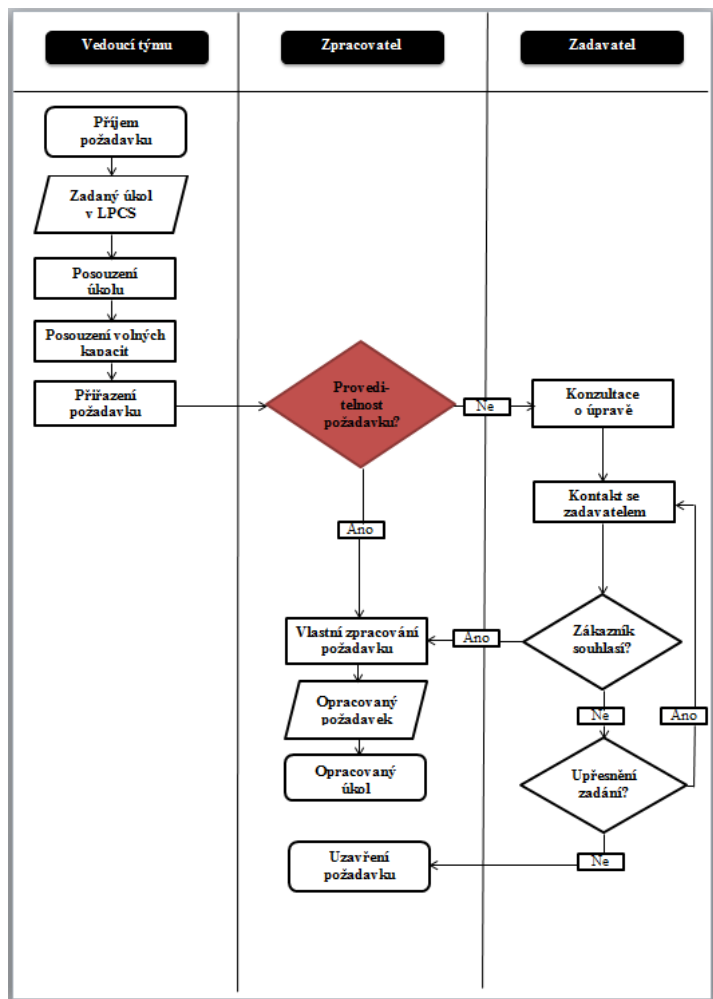 Vedoucí týmu
Zpracovatel
Zadavatel
Příjem
požadavku
Zadaný úkol
v LPCS
Posouzení
úkolu
Posouzení volných
kapacit
Přiřazení
požadavku
Provedi-
telnost
požadavku?
Ne
Konzultace
o úpravě
Kontakt se
zadavatelem
Ano
Vlastní zpracování
požadavku
Ano
Zákazník
souhlasí?
Opracovaný
požadavek
Ne
Ano
Opracovaný
úkol
Upřesnění
zadání?
Uzavření
požadavku
Ne